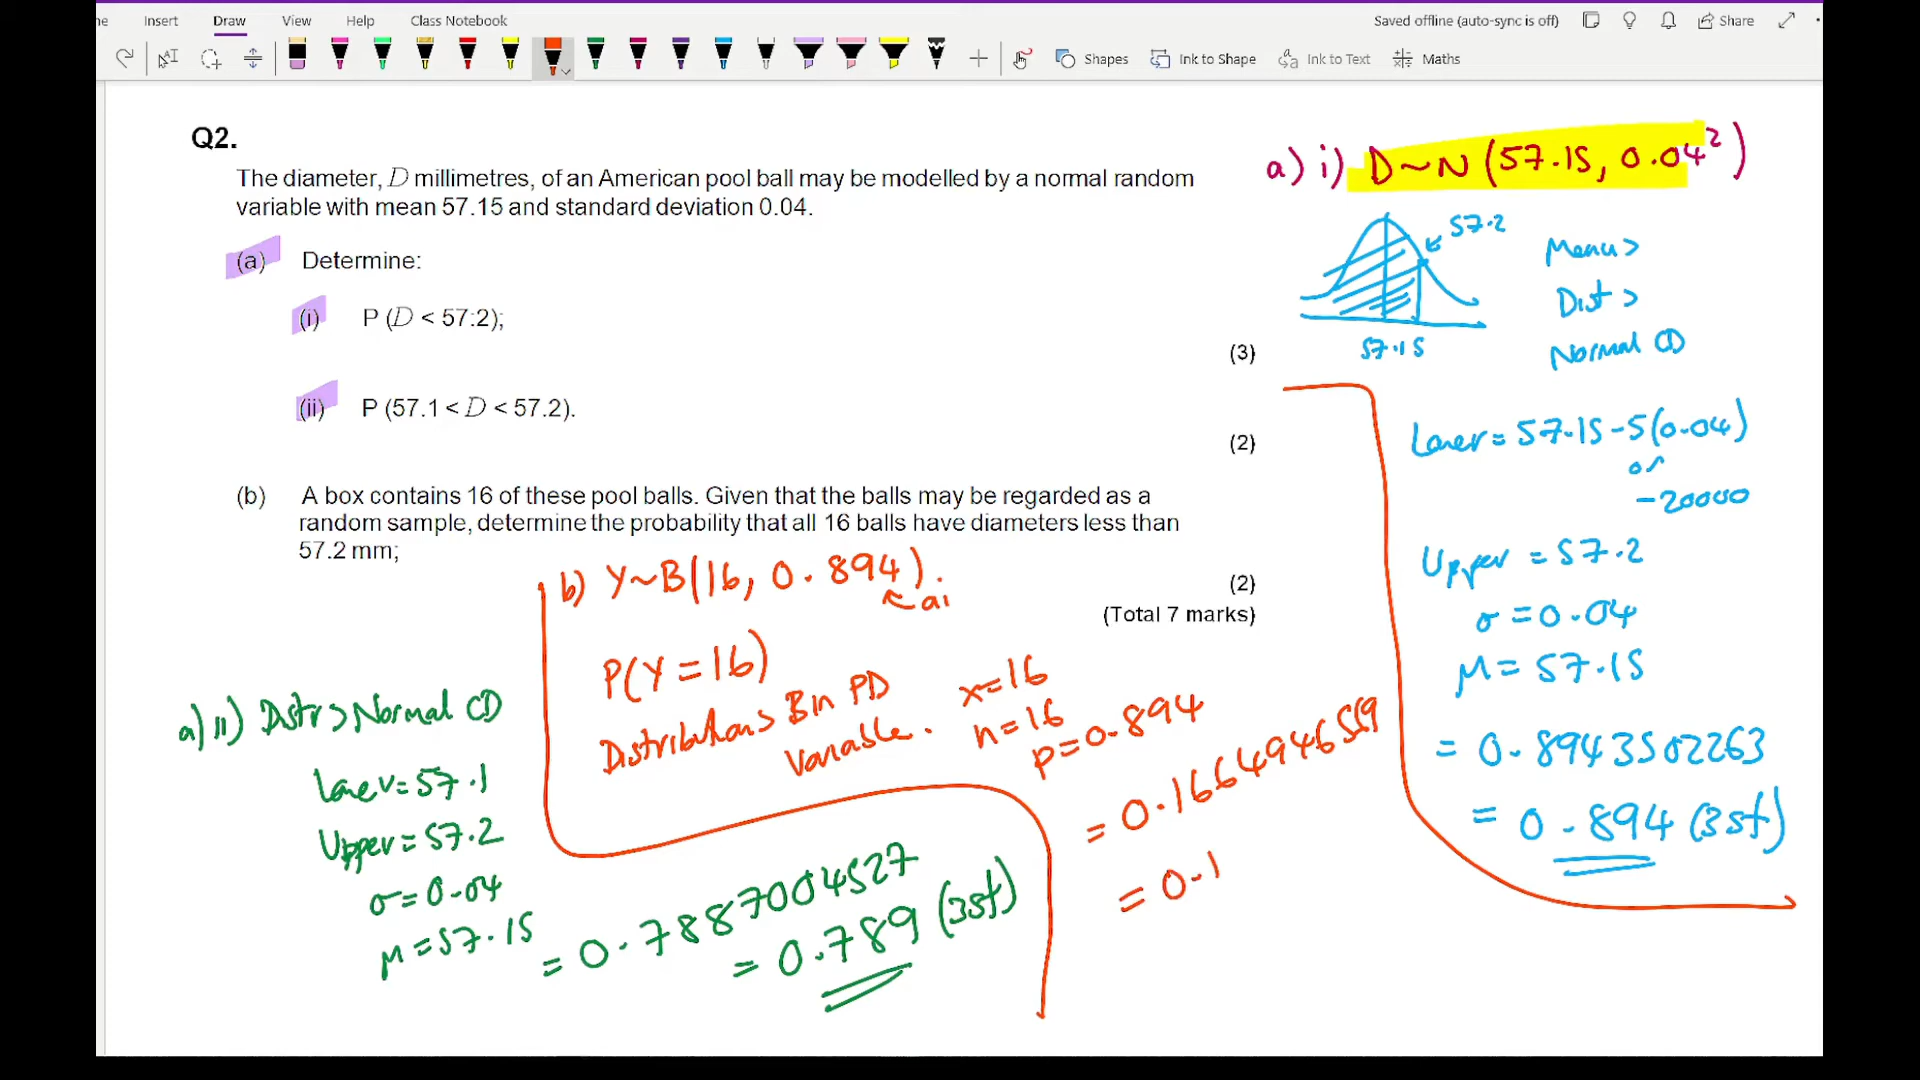 Insert Draw View Help Class Notebook
Saved offline (auto-sync is off) Share
Shapes Ink to Shape Ink to Text Maths
Q2.
The diameter, D millimetres, of an American pool ball may be modelled by a normal random
variable with mean 57.15 and standard deviation 0.04.
(a) Determine:
(i) P (D < 57:2);
(3)
(ii) P (57.1 < D < 57.2).
(2)
(b) A box contains 16 of these pool balls. Given that the balls may be regarded as a
random sample, determine the probability that all 16 balls have diameters less than
57.2 mm;
(2)
(Total 7 marks)
a) i) D~N (57.15, 0.04²)
57.2
57.15
Menu >
Dist >
Normal CD
Lower = 57.15 - 5(0.04)
or
-20000
Upper = 57.2
σ = 0.04
μ = 57.15
= 0.8943502263
= 0.894 (3sf)
a) ii) Distr > Normal CD
Lower = 57.1
Upper = 57.2
σ = 0.04
μ = 57.15
= 0.7887004527
= 0.789 (3sf)
b) Y~B(16, 0.894).
ai
P(Y = 16)
Distributions Bin PD
Variable.
x = 16
n = 16
p = 0.894
= 0.1664946559
= 0.1